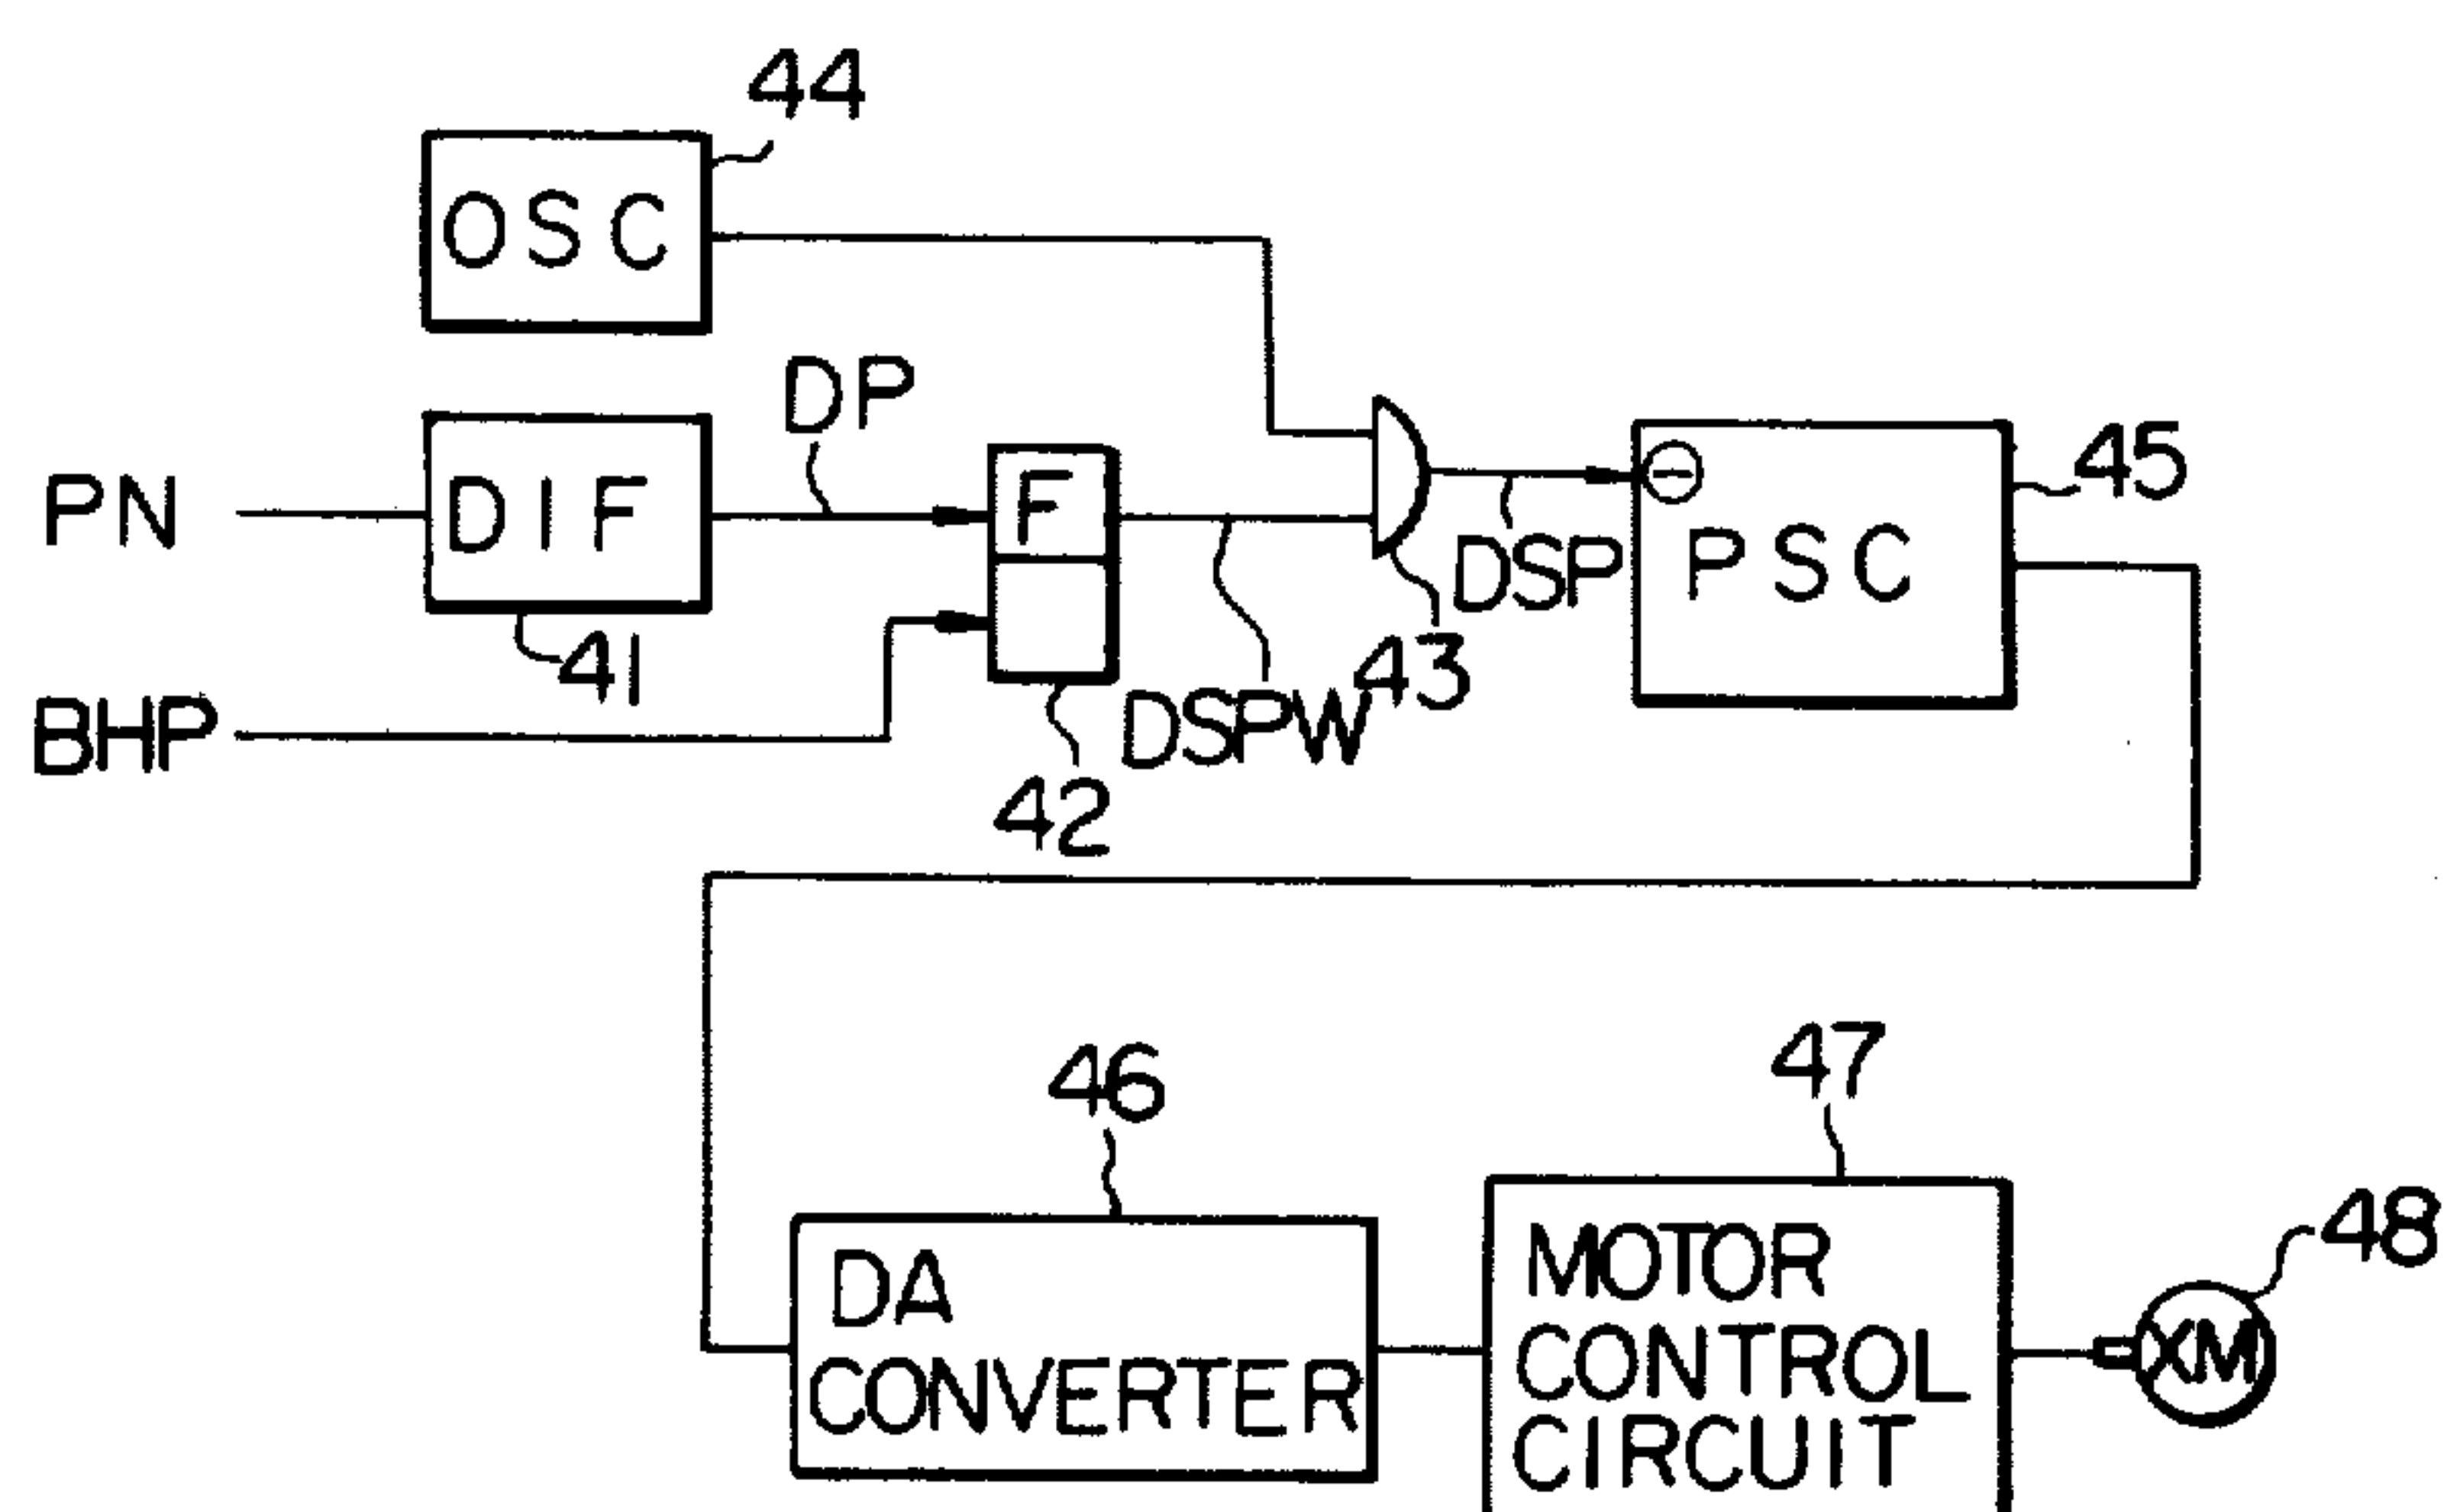 44
OSC
DP
PN
DIF
F
45
DSP
PSC
41
43
BHP
DSPW
42
46
47
48
DA
CONVERTER
MOTOR
CONTROL
CIRCUIT
XM